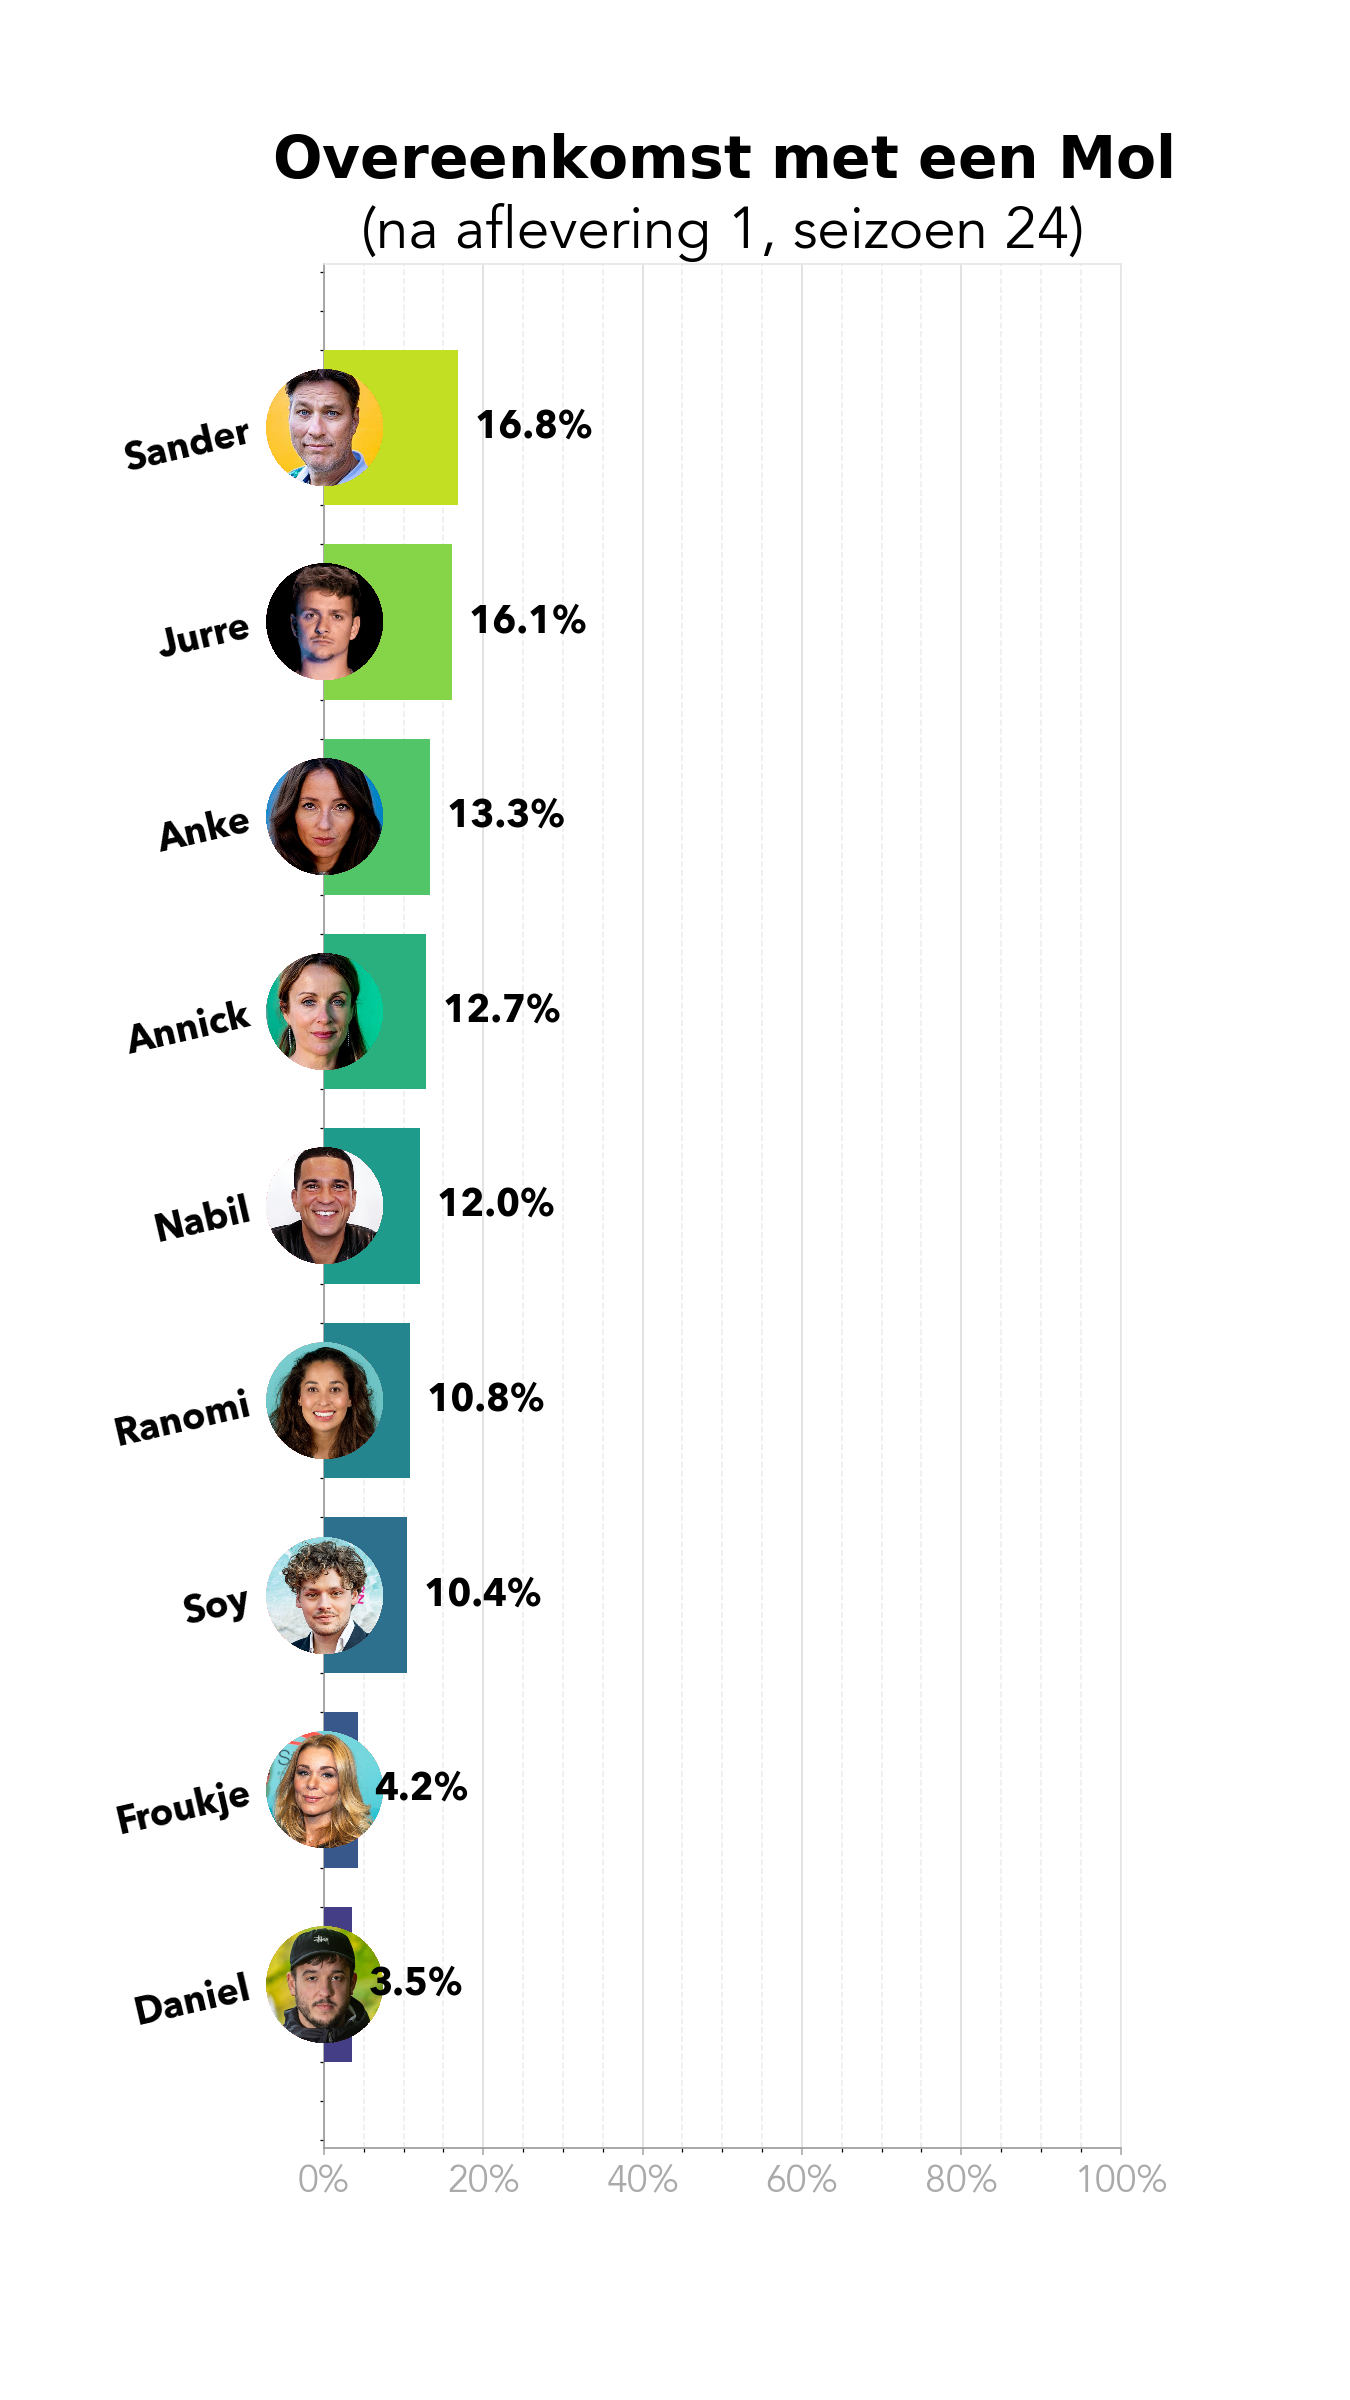 Overeenkomst met een Mol
(na aflevering 1, seizoen 24)
Sander 16.8%
Jurre 16.1%
Anke 13.3%
Annick 12.7%
Nabil 12.0%
Ranomi 10.8%
Soy 10.4%
Froukje 4.2%
Daniel 3.5%
0% 20% 40% 60% 80% 100%